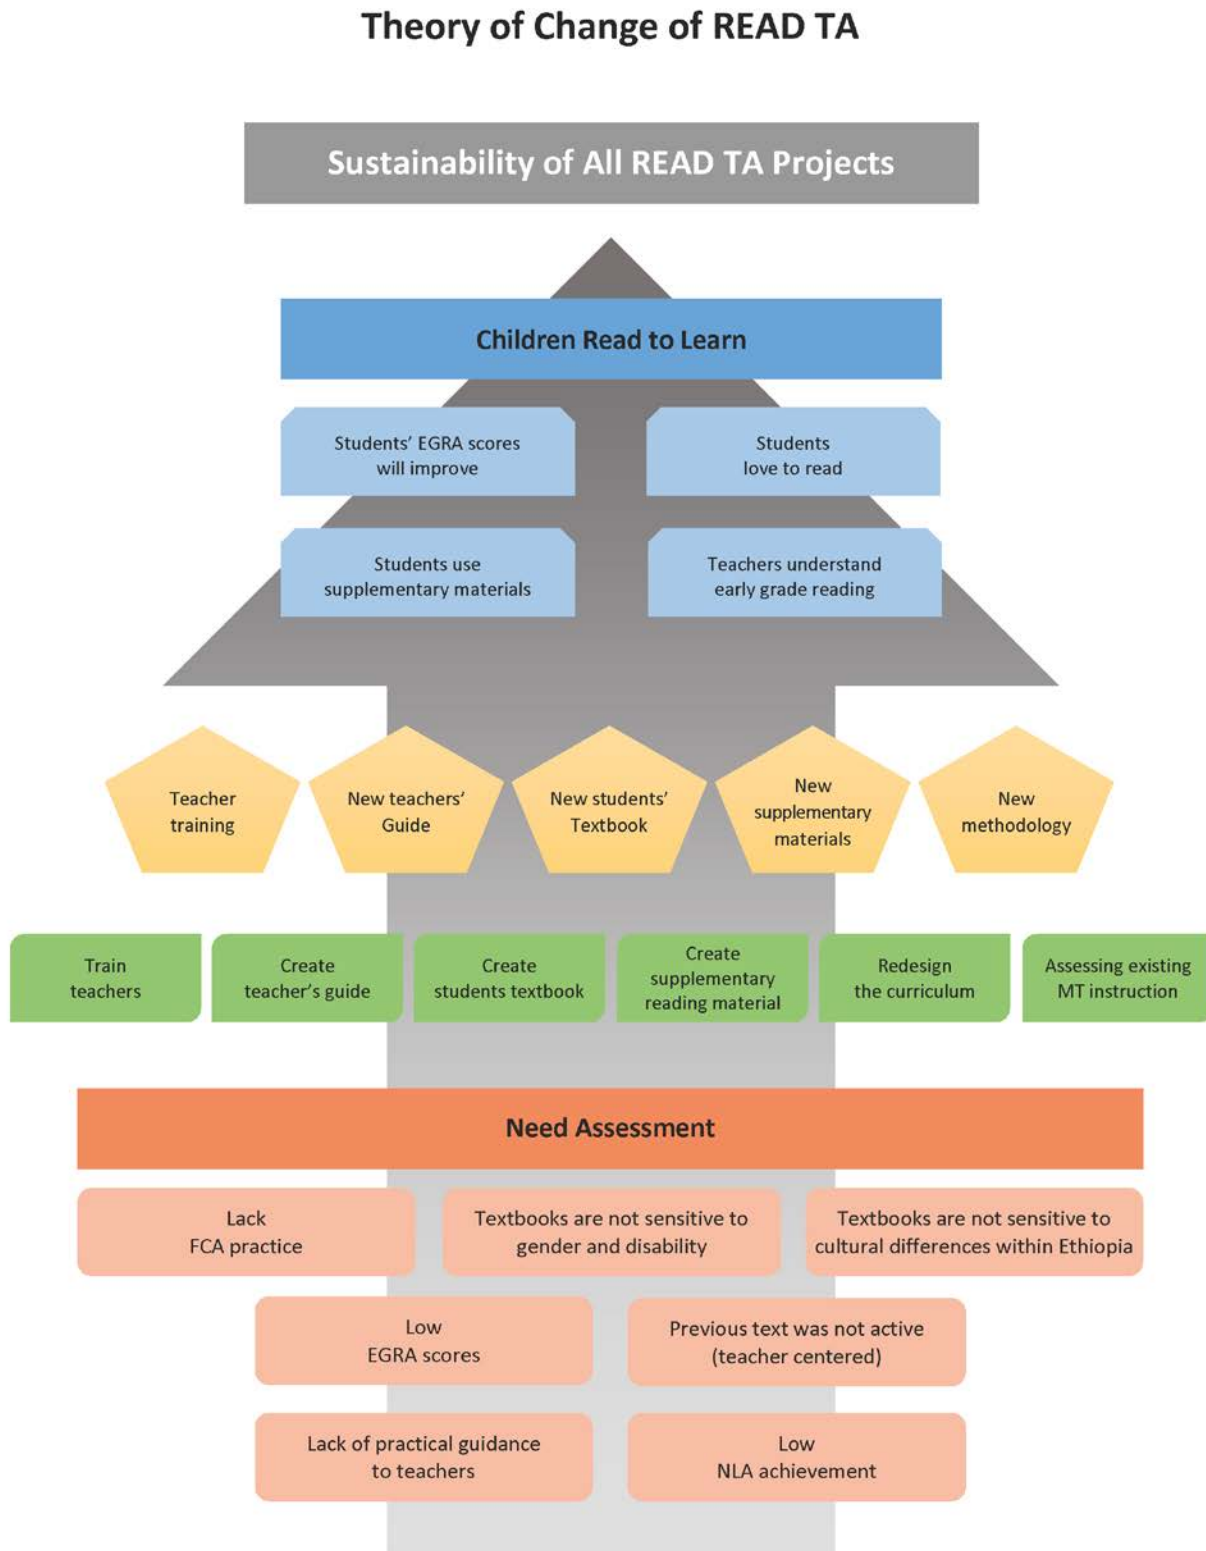 Theory of Change of READ TA
Sustainability of All READ TA Projects
Children Read to Learn
Students' EGRA scores
will improve
Students
love to read
Students use
supplementary materials
Teachers understand
early grade reading
Teacher
training
New teachers'
Guide
New students'
Textbook
New
supplementary
materials
New
methodology
Train
teachers
Create
teacher's guide
Create
students textbook
Create
supplementary
reading material
Redesign
the curriculum
Assessing existing
MT instruction
Need Assessment
Lack
FCA practice
Textbooks are not sensitive to
gender and disability
Textbooks are not sensitive to
cultural differences within Ethiopia
Low
EGRA scores
Previous text was not active
(teacher centered)
Lack of practical guidance
to teachers
Low
NLA achievement